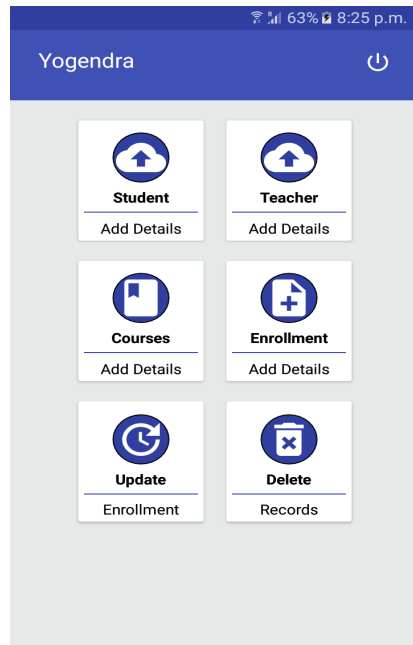 63% 8:25 p.m.
Yogendra
Student Teacher
Add Details Add Details
Courses Enrollment
Add Details Add Details
Update Delete
Enrollment Records